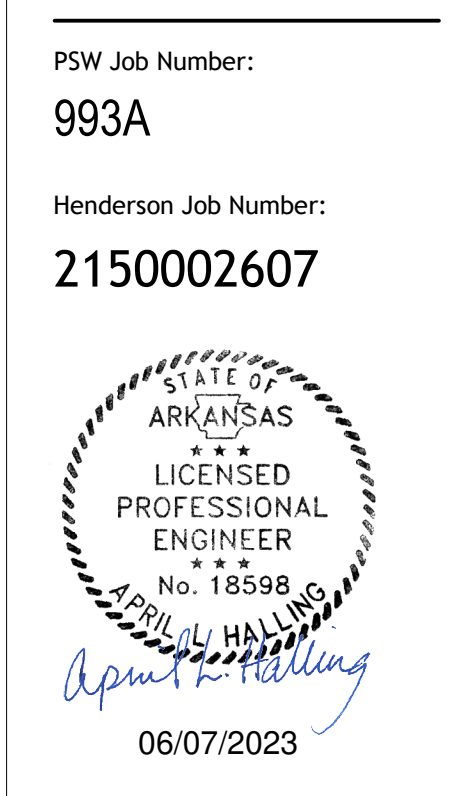 PSW Job Number:
993A
Henderson Job Number:
2150002607
STATE OF
ARKANSAS
★ ★ ★
LICENSED
PROFESSIONAL
ENGINEER
★ ★ ★
No. 18598
APRIL L. HALLING
April L. Halling
06/07/2023